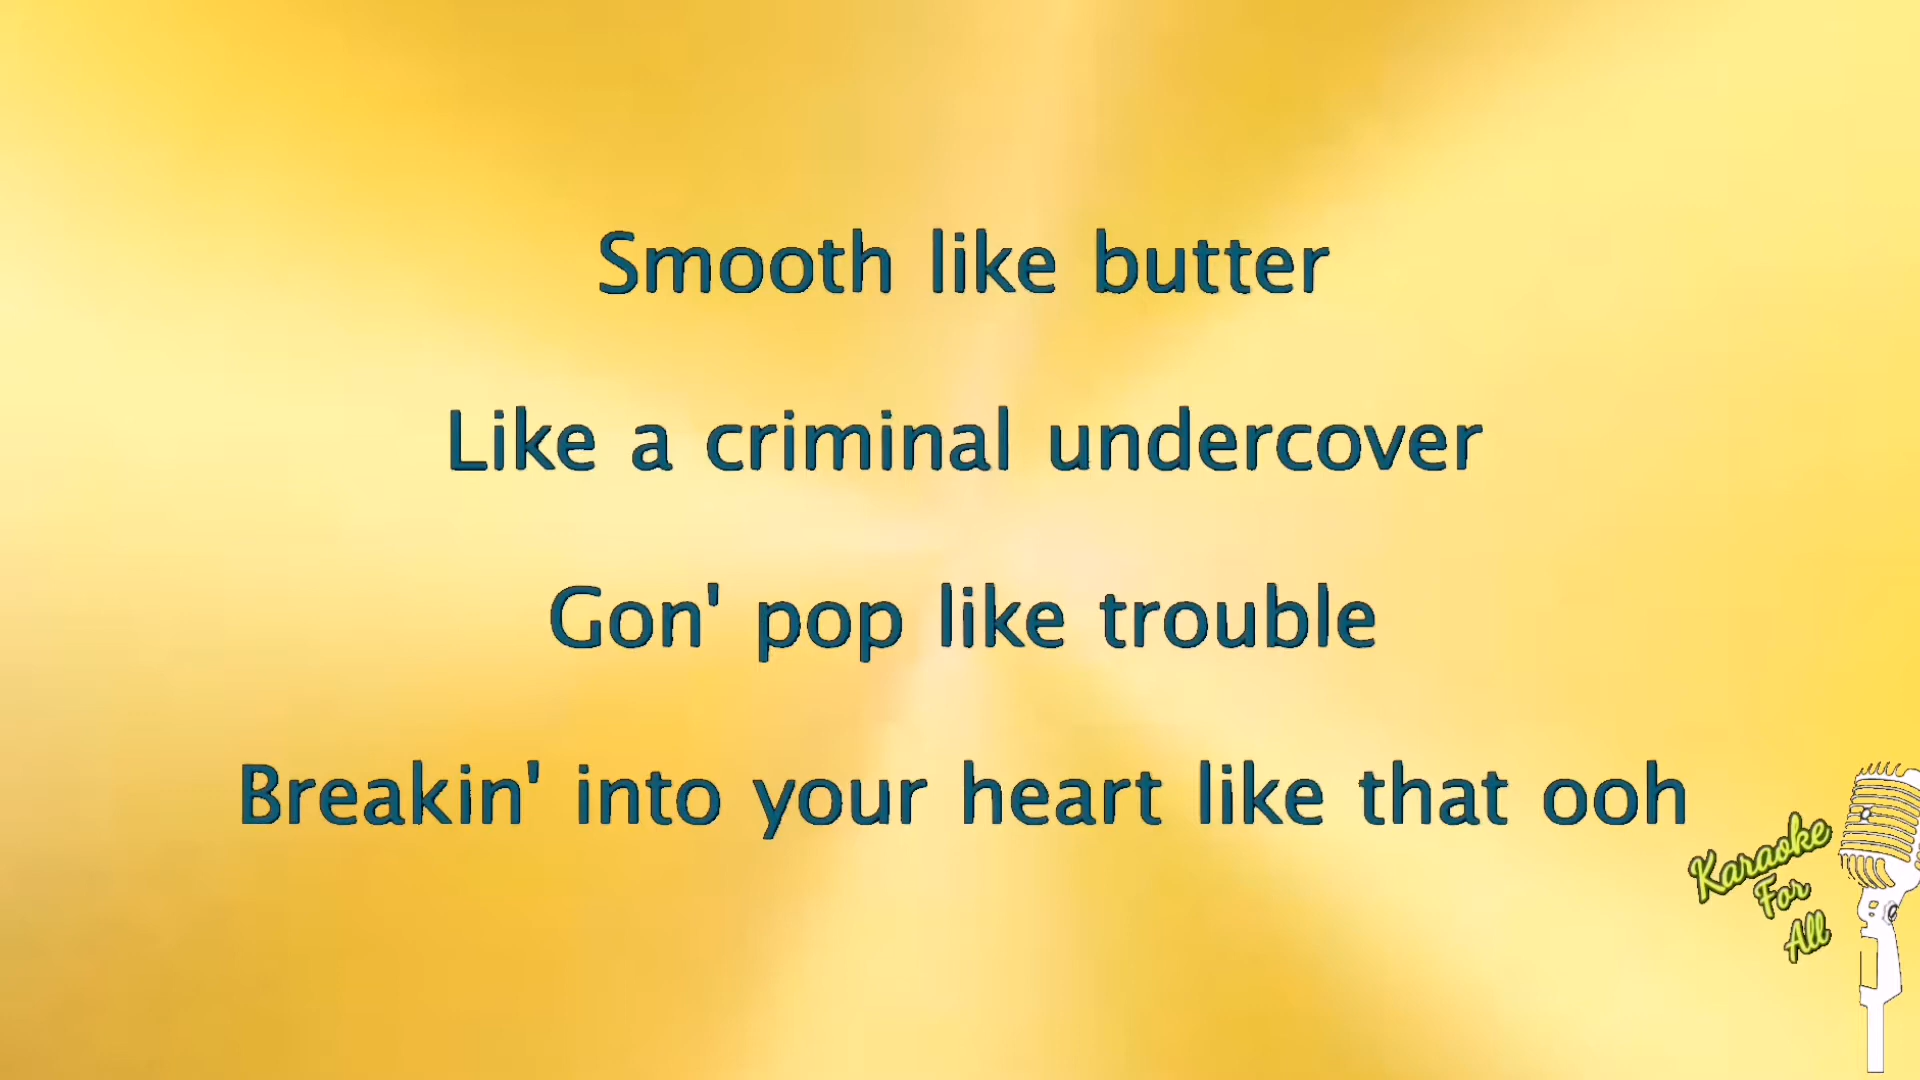 Smooth like butter
Like a criminal undercover
Gon' pop like trouble
Breakin' into your heart like that ooh
Karaoke
For
All